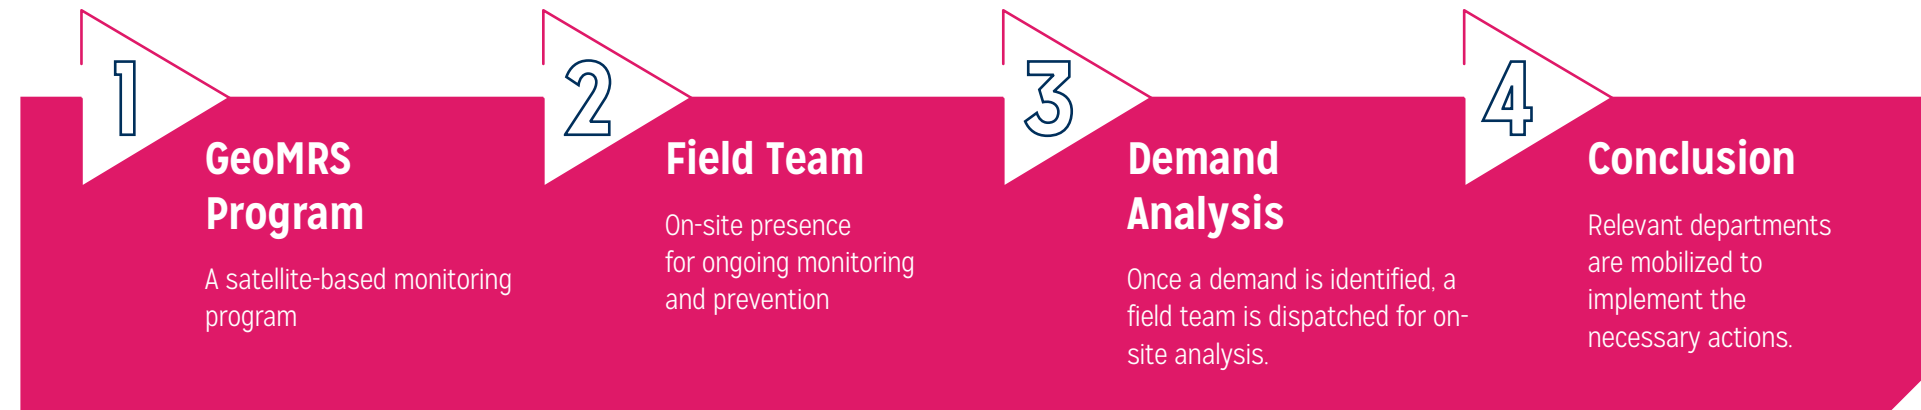 1
GeoMRS
Program
A satellite-based monitoring
program
2
Field Team
On-site presence
for ongoing monitoring
and prevention
3
Demand
Analysis
Once a demand is identified, a
field team is dispatched for on-
site analysis.
4
Conclusion
Relevant departments
are mobilized to
implement the
necessary actions.